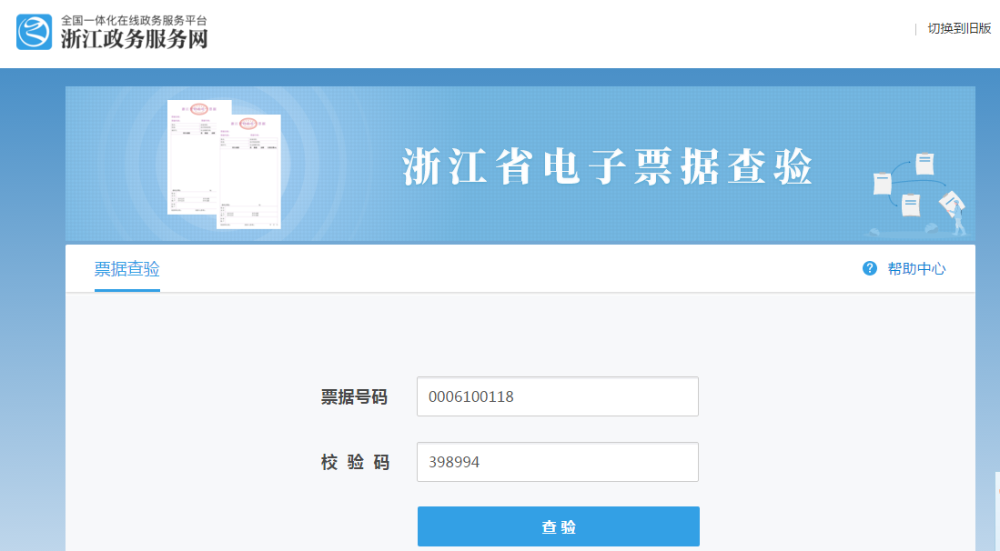 全国一体化在线政务服务平台
浙江政务服务网
切换到旧版
浙江省电子票据查验
票据查验
? 帮助中心
票据号码
0006100118
校验码
398994
查验